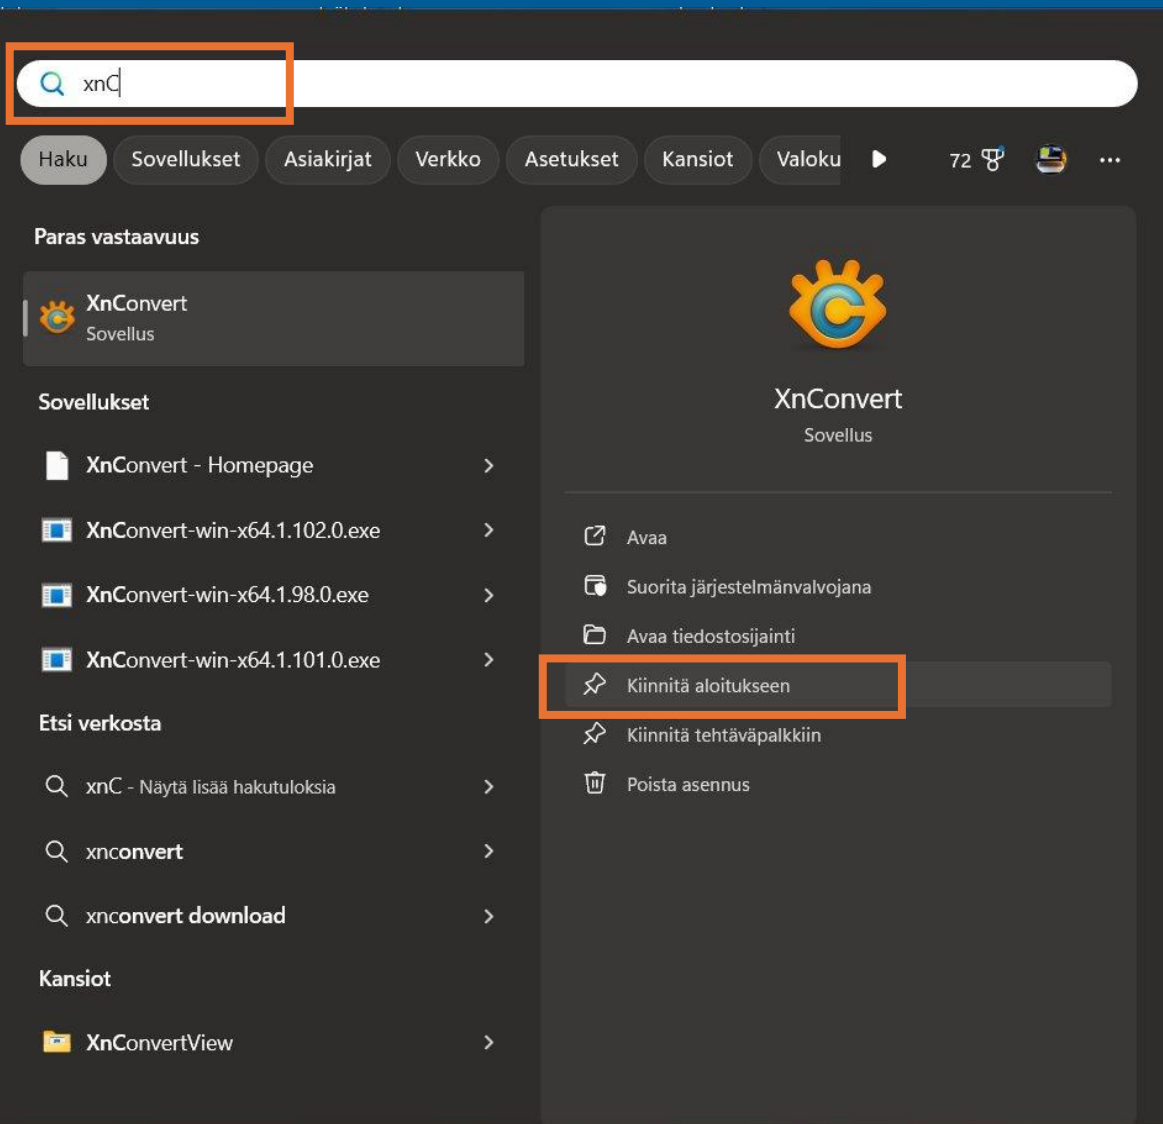 xnC
Haku Sovellukset Asiakirjat Verkko Asetukset Kansiot Valoku 72
Paras vastaavuus
XnConvert
Sovellus
Sovellukset
XnConvert - Homepage
XnConvert-win-x64.1.102.0.exe
XnConvert-win-x64.1.98.0.exe
XnConvert-win-x64.1.101.0.exe
Etsi verkosta
xnC - Näytä lisää hakutuloksia
xnconvert
xnconvert download
Kansiot
XnConvertView
XnConvert
Sovellus
Avaa
Suorita järjestelmänvalvojana
Avaa tiedostosijainti
Kiinnitä aloitukseen
Kiinnitä tehtäväpalkkiin
Poista asennus